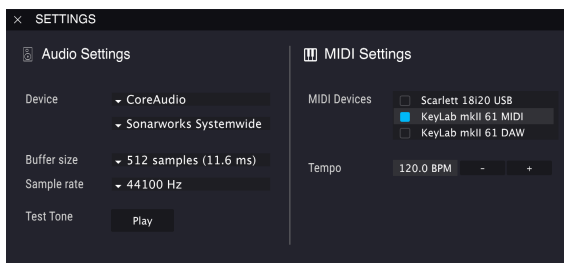 × SETTINGS
Audio Settings
Device
CoreAudio
Sonarworks Systemwide
Buffer size
512 samples (11.6 ms)
Sample rate
44100 Hz
Test Tone
Play
MIDI Settings
MIDI Devices
Scarlett 18i20 USB
KeyLab mkII 61 MIDI
KeyLab mkII 61 DAW
Tempo
120.0 BPM - +